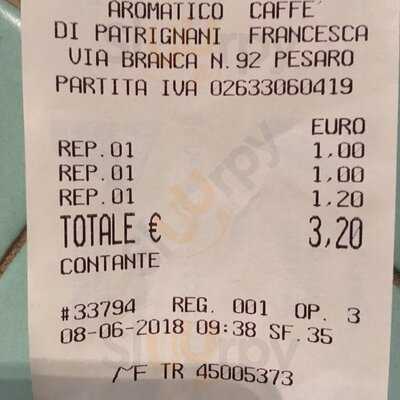 AROMATICO CAFFE'
DI PATRIGNANI FRANCESCA
VIA BRANCA N.92 PESARO
PARTITA IVA 02633060419
EURO
REP.01 1,00
REP.01 1,00
REP.01 1,20
TOTALE € 3,20
CONTANTE
#33794 REG. 001 OP. 3
08-06-2018 09:38 SF.35
MF TR 45005373